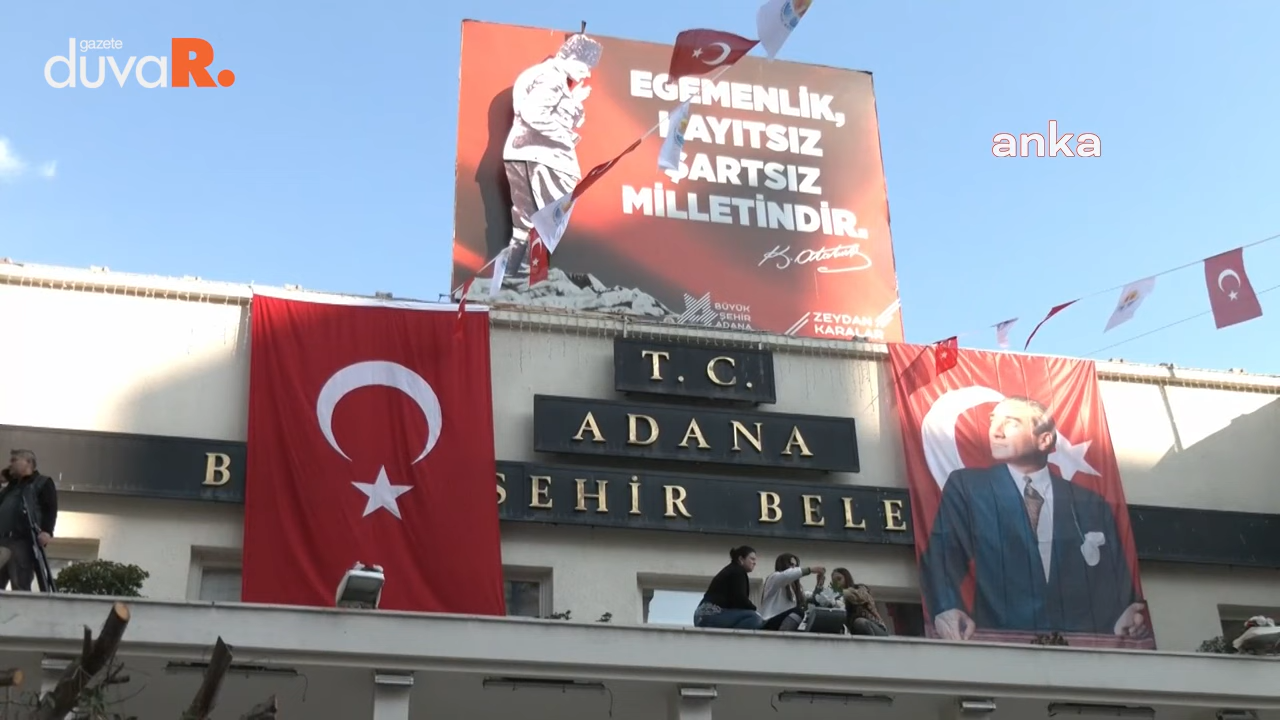 gazete
duvaR.
anka
EGEMENLİK,
KAYITSIZ
ŞARTSIZ
MİLLETİNDİR.
K. Atatürk
BÜYÜK
ŞEHİR
ADANA
ZEYDAN
KARALAR
T. C.
ADANA
B ŞEHİR BELE